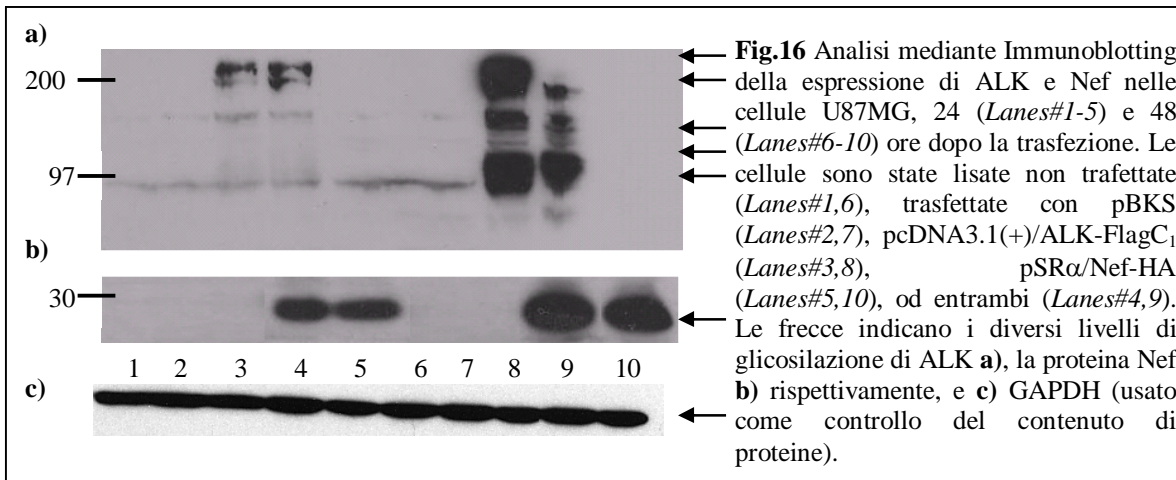 a)
200
97
b)
30
1 2 3 4 5 6 7 8 9 10
c)
Fig.16 Analisi mediante Immunoblotting
della espressione di ALK e Nef nelle
cellule U87MG, 24 (Lanes#1-5) e 48
(Lanes#6-10) ore dopo la trasfezione. Le
cellule sono state lisate non trafettate
(Lanes#1,6), trasfettate con pBKS
(Lanes#2,7), pcDNA3.1(+)/ALK-FlagC₁
(Lanes#3,8), pSRα/Nef-HA
(Lanes#5,10), od entrambi (Lanes#4,9).
Le frecce indicano i diversi livelli di
glicosilazione di ALK a), la proteina Nef
b) rispettivamente, e c) GAPDH (usato
come controllo del contenuto di
proteine).